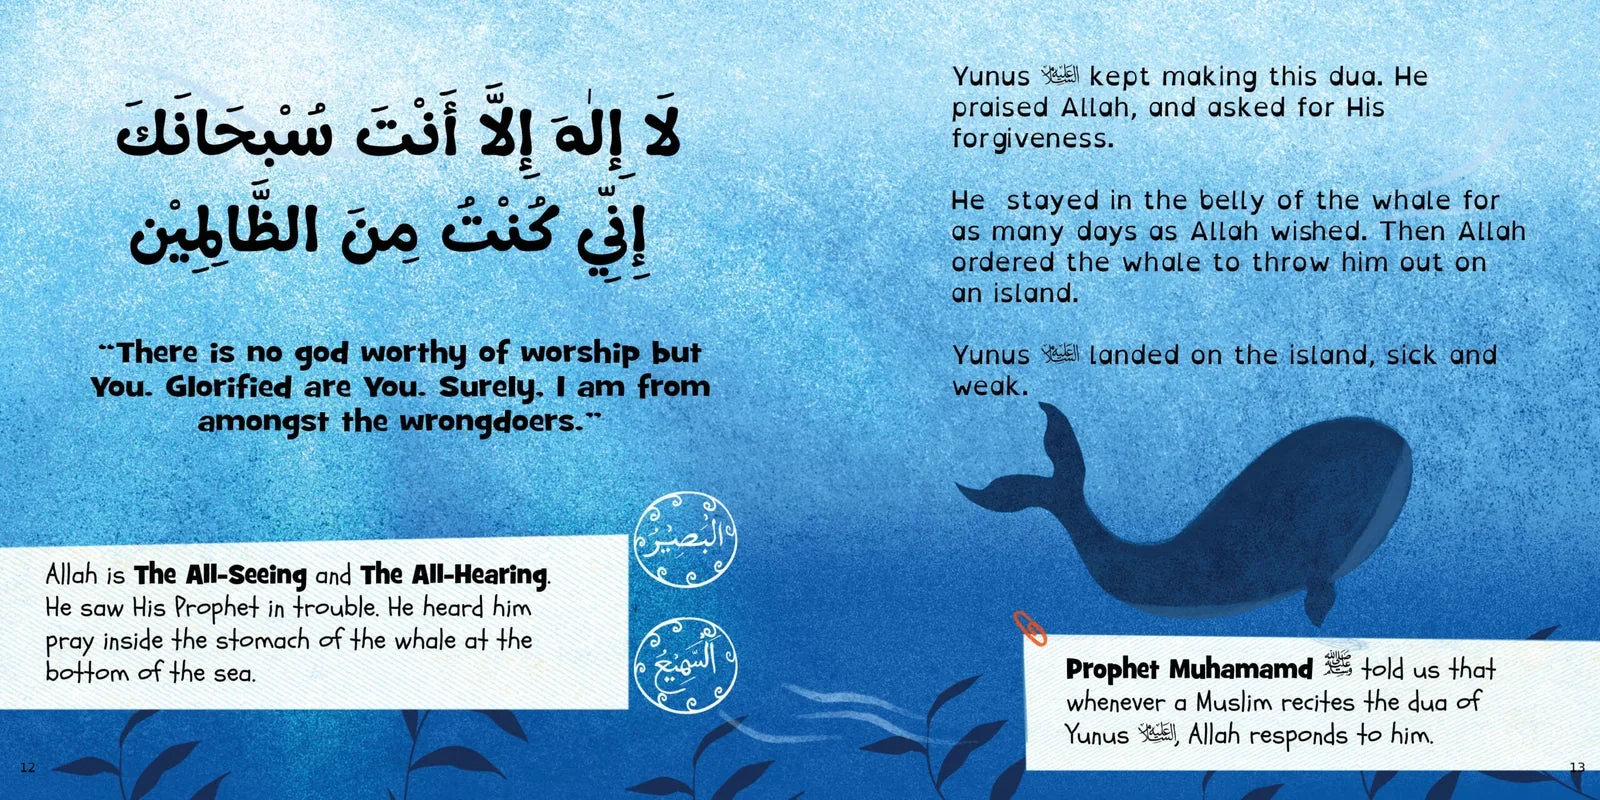 لَا إِلٰهَ إِلَّا أَنْتَ سُبْحَانَكَ
إِنِّي كُنْتُ مِنَ الظَّالِمِيْن
“There is no god worthy of worship but
You. Glorified are You. Surely, I am from
amongst the wrongdoers.”
البَصِيْرُ
Allah is The All-Seeing and The All-Hearing.
He saw His Prophet in trouble. He heard him
pray inside the stomach of the whale at the
bottom of the sea.
السَّمِيْعُ
12
Yunus عليه السلام kept making this dua. He
praised Allah, and asked for His
forgiveness.
He stayed in the belly of the whale for
as many days as Allah wished. Then Allah
ordered the whale to throw him out on
an island.
Yunus عليه السلام landed on the island, sick and
weak.
Prophet Muhamamd ﷺ told us that
whenever a Muslim recites the dua of
Yunus عليه السلام, Allah responds to him.
13